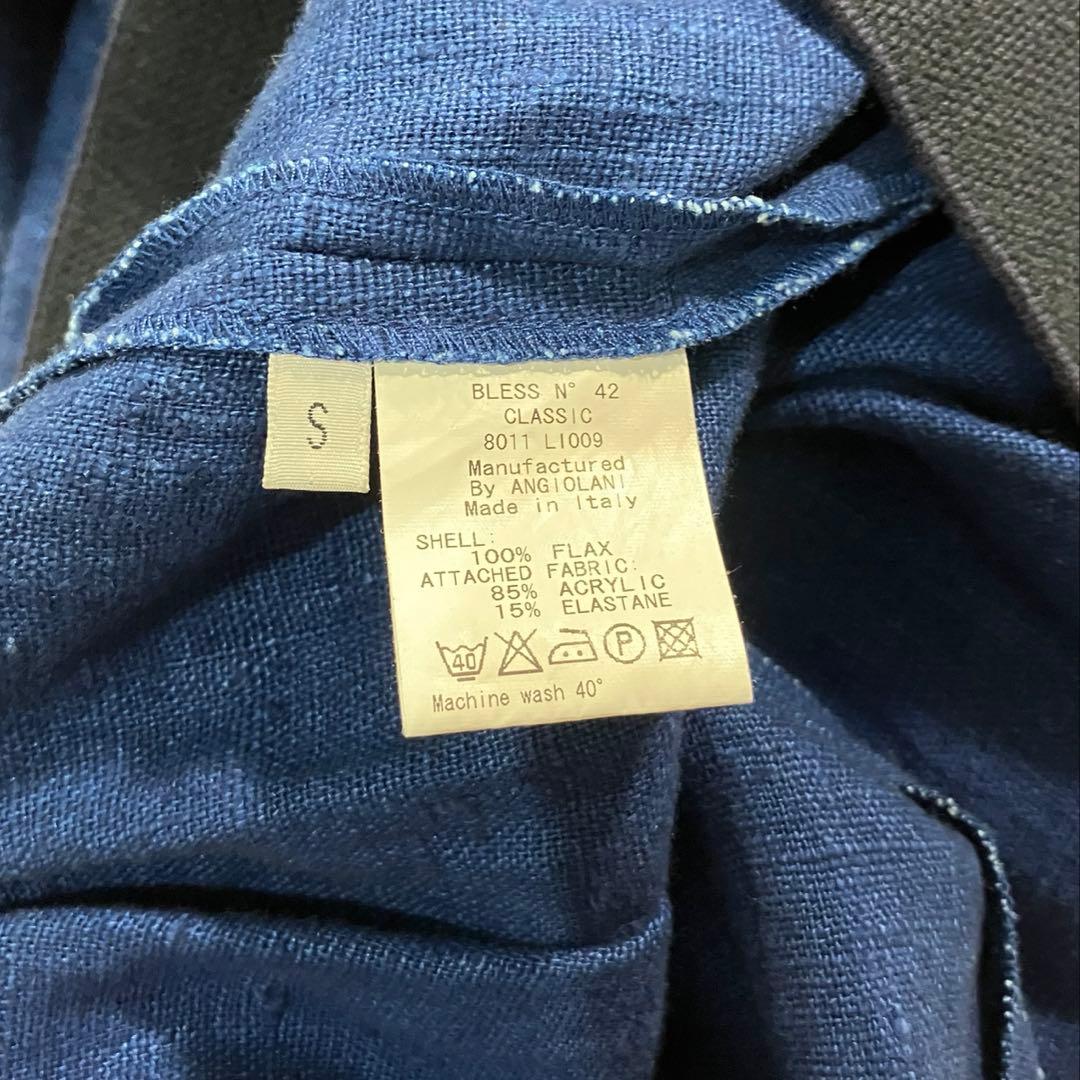 S
BLESS N° 42
CLASSIC
8011 LI009
Manufactured
By ANGIOLANI
Made in Italy
SHELL:
100% FLAX
ATTACHED FABRIC:
85% ACRYLIC
15% ELASTANE
40 P
Machine wash 40°